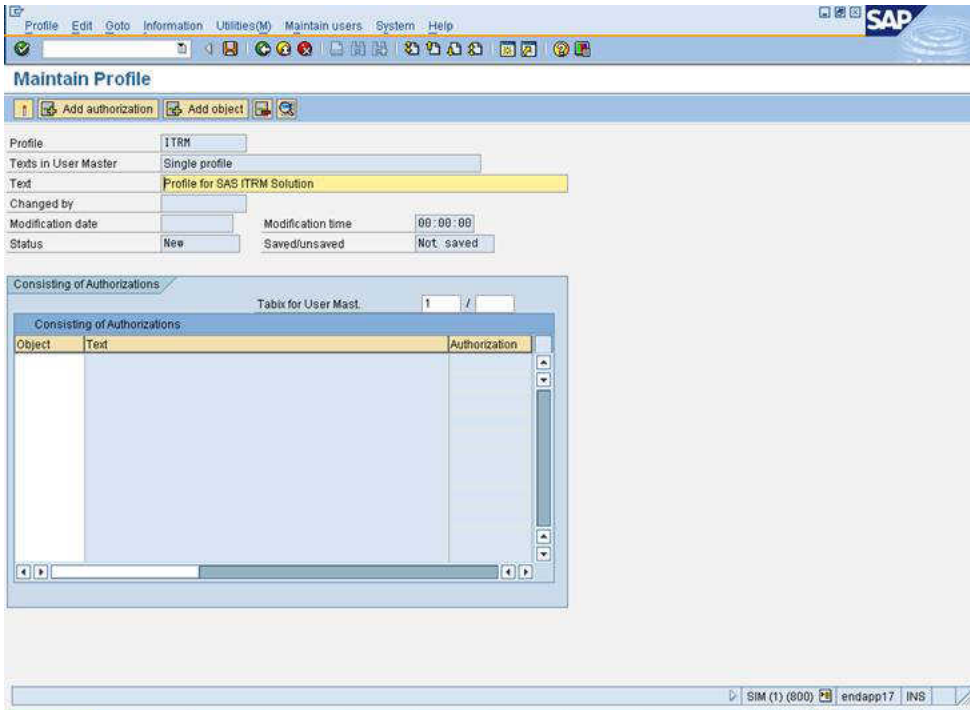 Profile Edit Goto Information Utilities(M) Maintain users System Help
SAP
Maintain Profile
Add authorization Add object
Profile ITRM
Texts in User Master Single profile
Text Profile for SAS ITRM Solution
Changed by
Modification date Modification time 00:00:00
Status New Saved/unsaved Not saved
Consisting of Authorizations
Tabix for User Mast. 1 /
Consisting of Authorizations
Object Text Authorization
SIM (1) (800) endapp17 INS